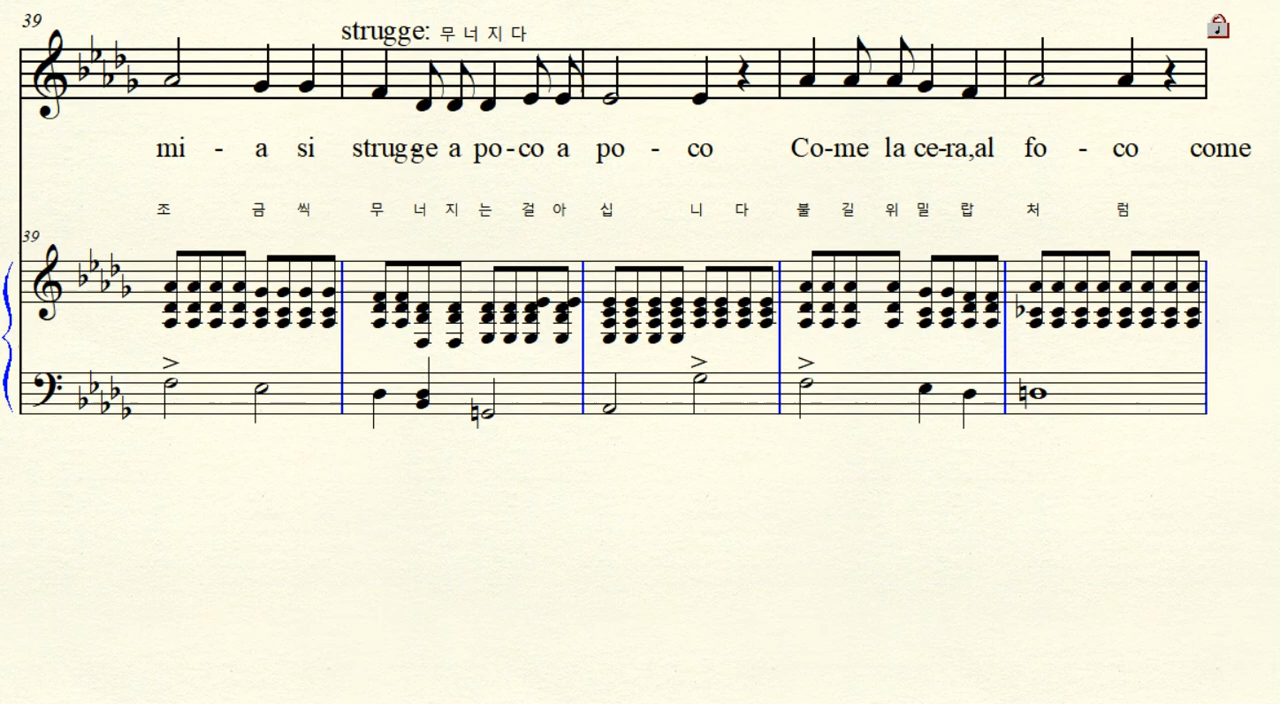 39
strugge: 무 너 지 다
mi - a si strug-ge a po-co a po - co Co-me la ce-ra,al fo - co come
조 금 씩 무 너 지 는 걸 아 십 니 다 불 길 위 밀 랍 처 럼
39